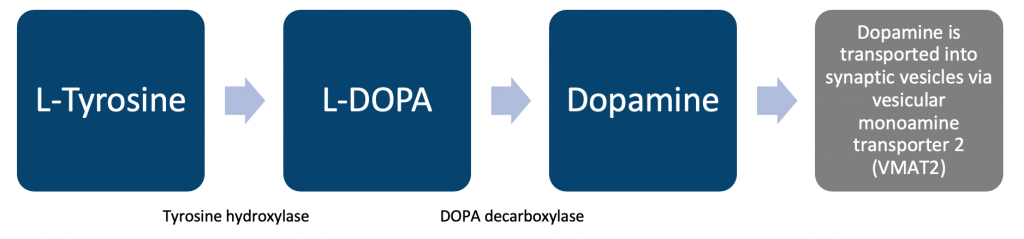 L-Tyrosine
L-DOPA
Dopamine
Dopamine is
transported into
synaptic vesicles via
vesicular
monoamine
transporter 2
(VMAT2)
Tyrosine hydroxylase
DOPA decarboxylase